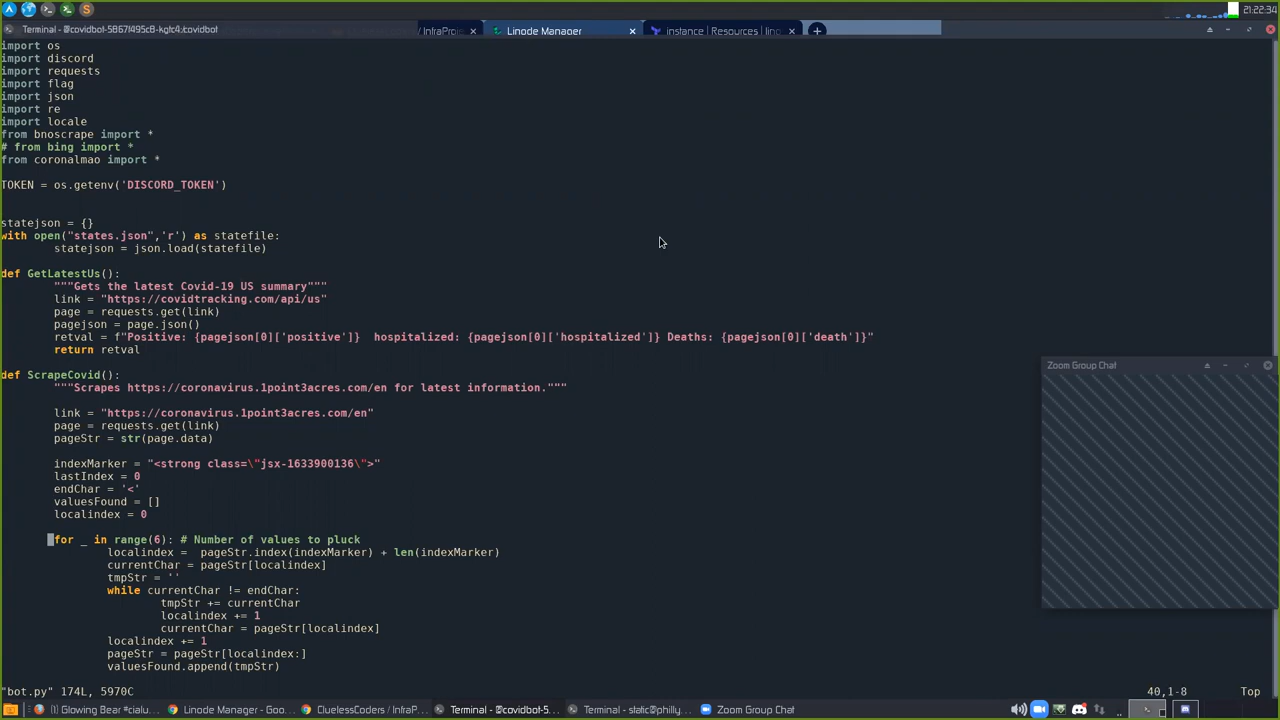 21.22:34
Terminal - @covidbot-5867f495c8-kgtc4:/covidbot
/ InfraProj
Linode Manager
instance | Resources | lin
import os
import discord
import requests
import flag
import json
import re
import locale
from bnoscrape import *
# from bing import *
from coronalmao import *
TOKEN = os.getenv('DISCORD_TOKEN')
statejson = {}
with open("states.json",'r') as statefile:
statejson = json.load(statefile)
def GetLatestUs():
"""Gets the latest Covid-19 US summary"""
link = "https://covidtracking.com/api/us"
page = requests.get(link)
pagejson = page.json()
retval = f"Positive: {pagejson[0]['positive']}  hospitalized: {pagejson[0]['hospitalized']} Deaths: {pagejson[0]['death']}"
return retval
def ScrapeCovid():
"""Scrapes https://coronavirus.1point3acres.com/en for latest information."""
link = "https://coronavirus.1point3acres.com/en"
page = requests.get(link)
pageStr = str(page.data)
indexMarker = "<strong class=\"jsx-1633900136\">"
lastIndex = 0
endChar = '<'
valuesFound = []
localindex = 0
for _ in range(6): # Number of values to pluck
localindex =  pageStr.index(indexMarker) + len(indexMarker)
currentChar = pageStr[localindex]
tmpStr = ''
while currentChar != endChar:
tmpStr += currentChar
localindex += 1
currentChar = pageStr[localindex]
localindex += 1
pageStr = pageStr[localindex:]
valuesFound.append(tmpStr)
"bot.py" 174L, 5970C
40,1-8
Top
Zoom Group Chat
(1) Glowing Bear #cialu...
Linode Manager - Goo...
CluelessCoders / InfraP...
Terminal - @covidbot-5...
Terminal - static@philly...
Zoom Group Chat